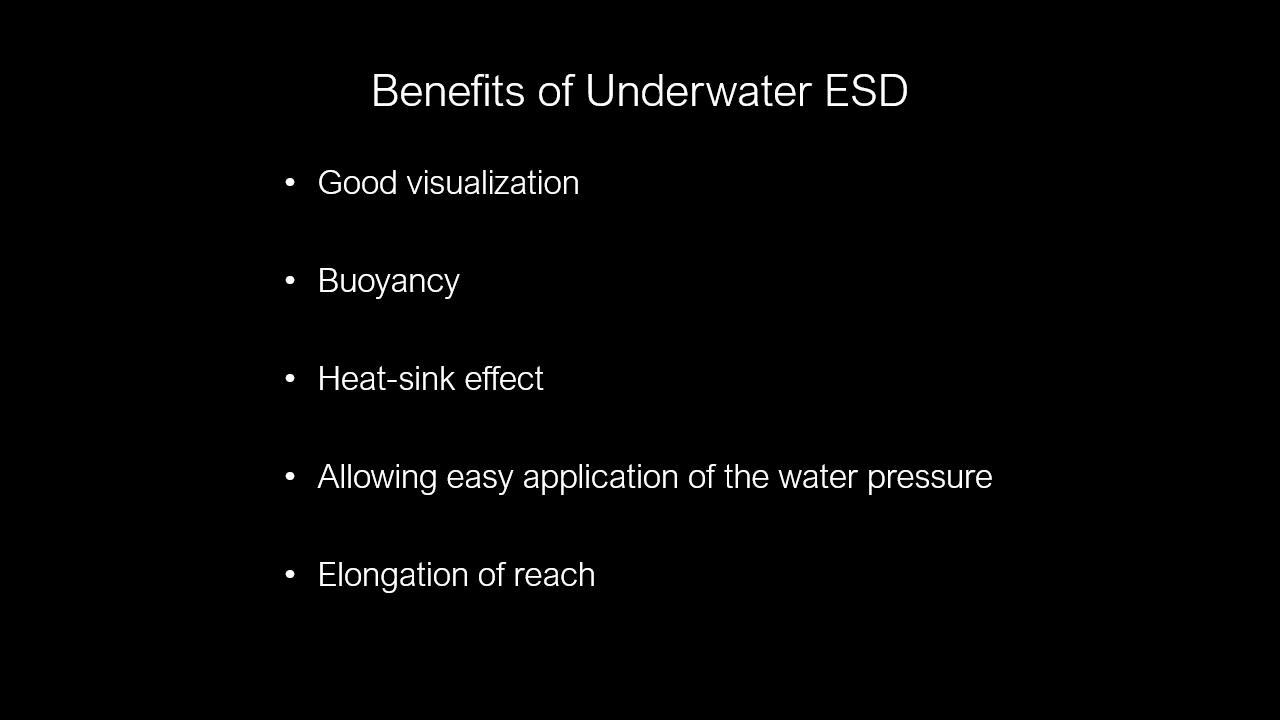 Benefits of Underwater ESD
• Good visualization
• Buoyancy
• Heat-sink effect
• Allowing easy application of the water pressure
• Elongation of reach